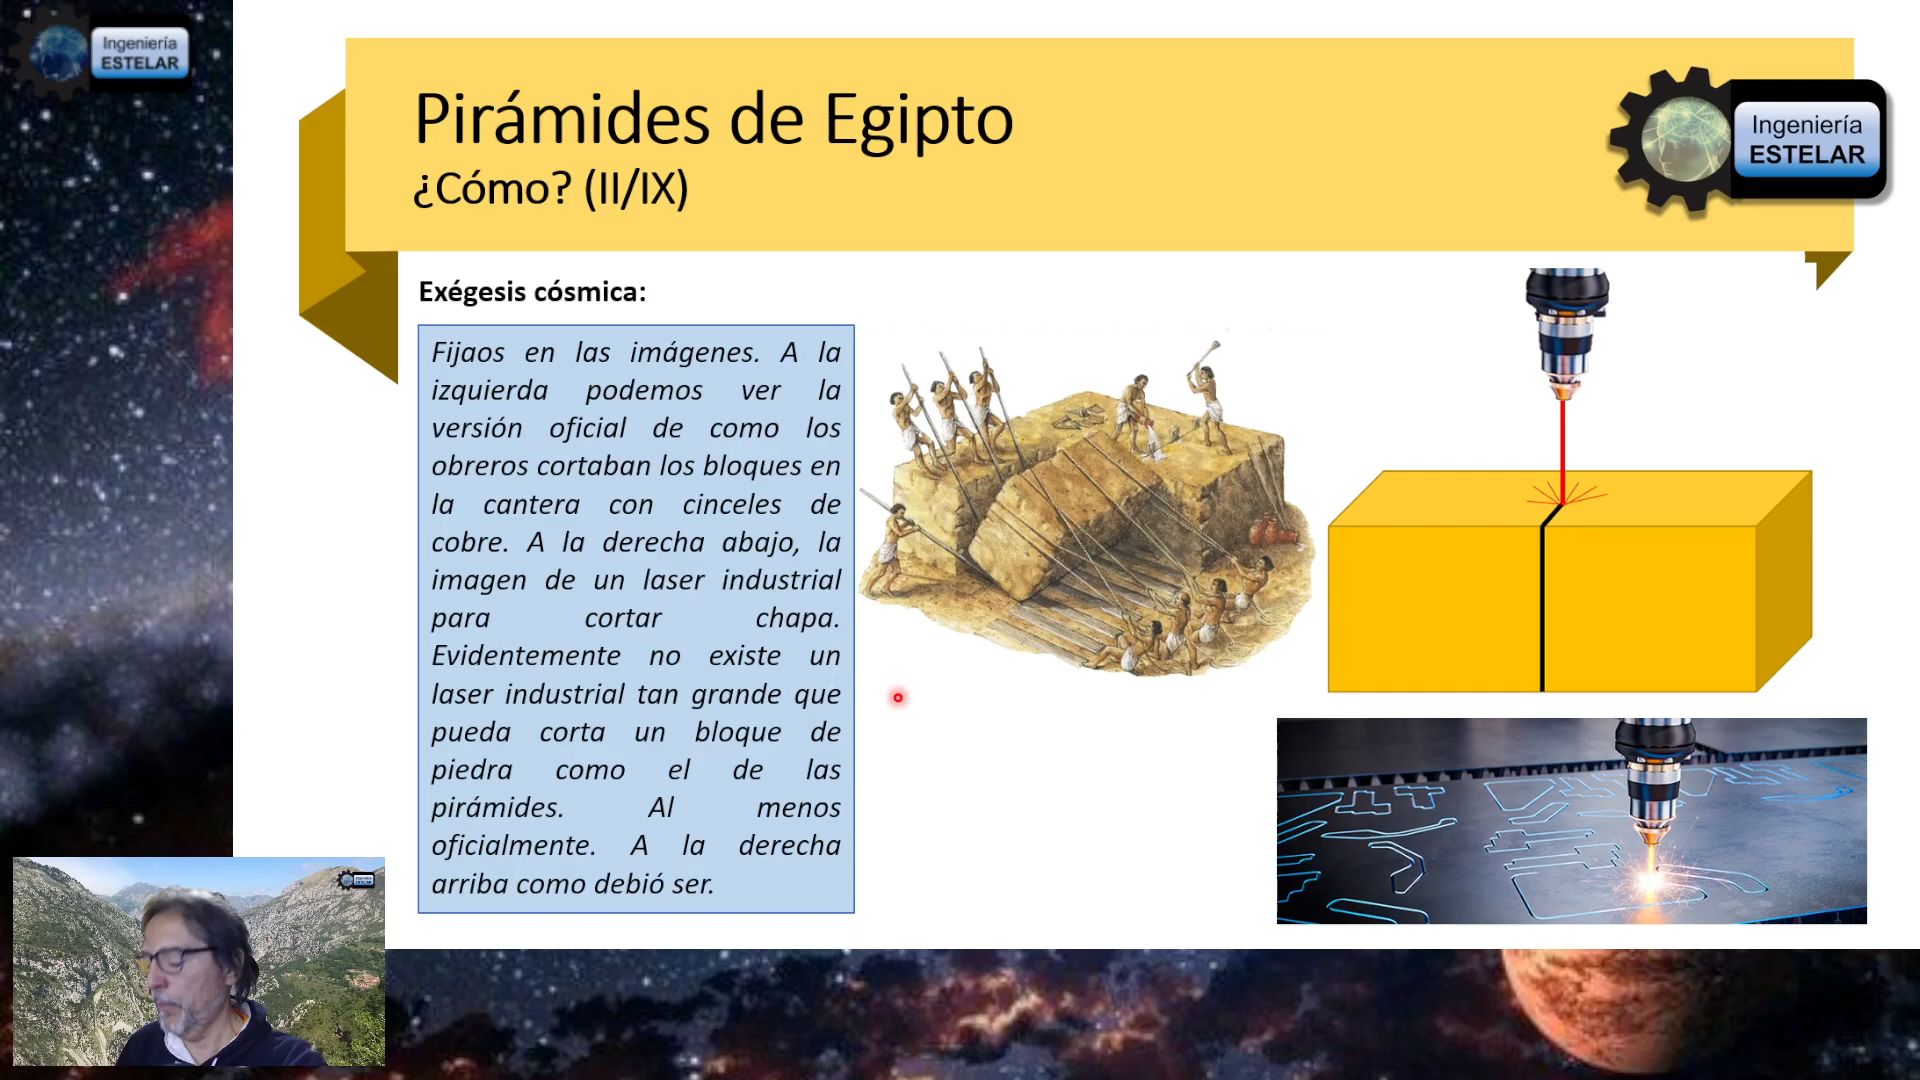 Ingeniería
ESTELAR
Pirámides de Egipto
¿Cómo? (II/IX)
Ingeniería
ESTELAR
Exégesis cósmica:
Fijaos en las imágenes. A la
izquierda podemos ver la
versión oficial de como los
obreros cortaban los bloques en
la cantera con cinceles de
cobre. A la derecha abajo, la
imagen de un laser industrial
para cortar chapa.
Evidentemente no existe un
laser industrial tan grande que
pueda corta un bloque de
piedra como el de las
pirámides. Al menos
oficialmente. A la derecha
arriba como debió ser.